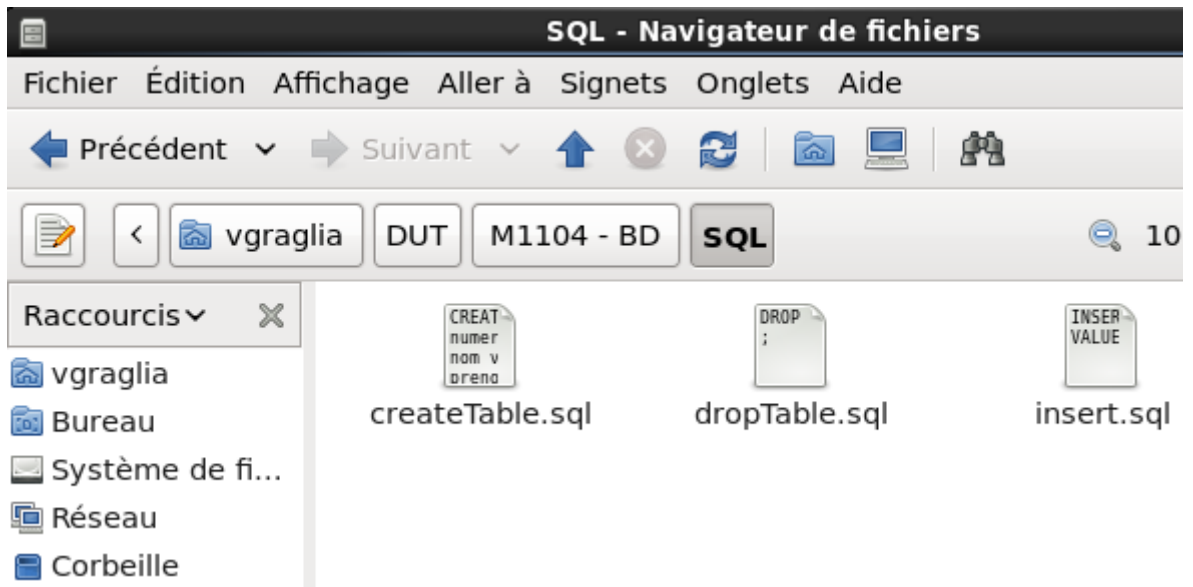 SQL - Navigateur de fichiers
Fichier Édition Affichage Aller à Signets Onglets Aide
Précédent Suivant
vgraglia DUT M1104 - BD SQL 10
Raccourcis
vgraglia
Bureau
Système de fi...
Réseau
Corbeille
CREAT
numer
nom v
preno
createTable.sql
DROP
;
dropTable.sql
INSER
VALUE
insert.sql